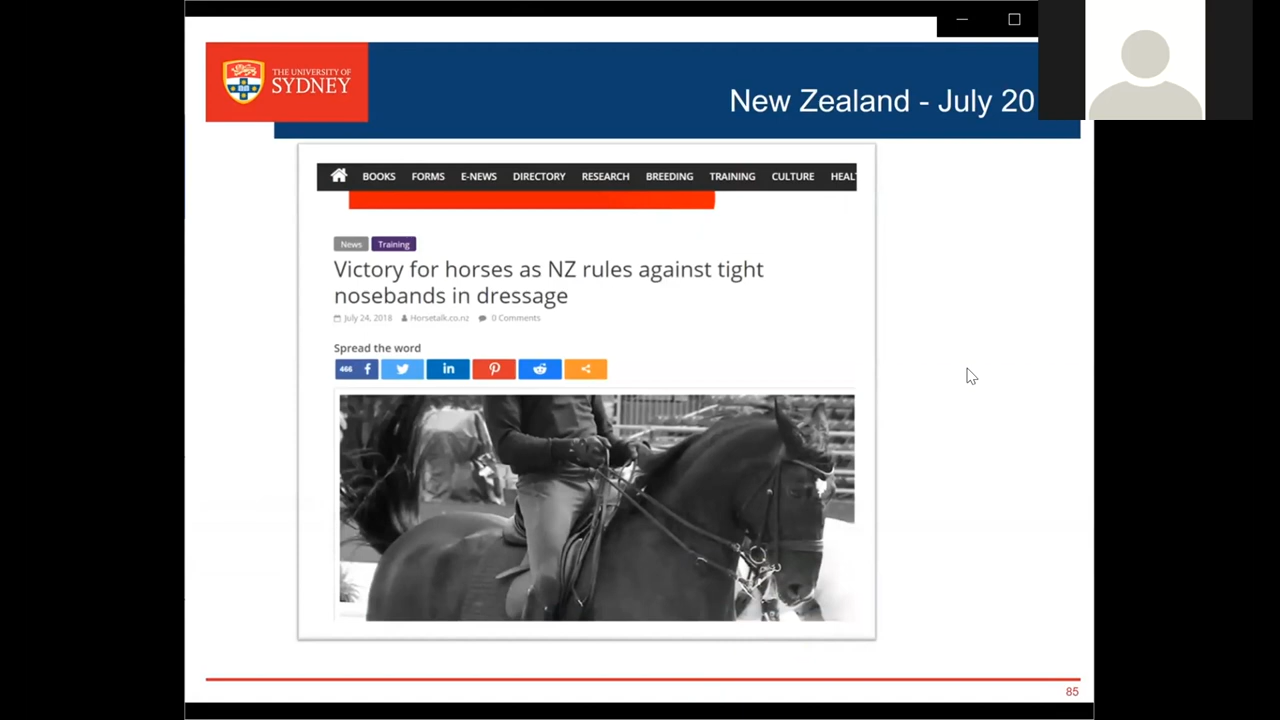 THE UNIVERSITY OF
SYDNEY
New Zealand - July 20
BOOKS FORMS E-NEWS DIRECTORY RESEARCH BREEDING TRAINING CULTURE HEAL
News Training
Victory for horses as NZ rules against tight
nosebands in dressage
July 24, 2018 Horsetalk.co.nz 0 Comments
Spread the word
466
85